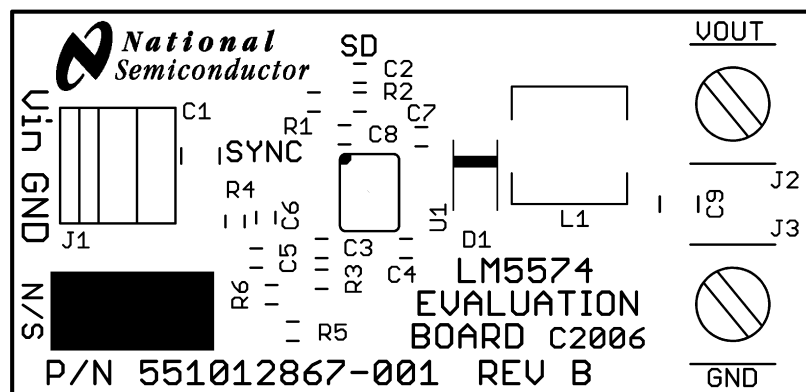 National
Semiconductor
SD
VOUT
C2
R2
C7
R1
C8
Vin GND
C1
SYNC
R4
C6
J1
U1
L1
D1
C9
J2
J3
C5
C3
C4
R3
R6
R5
N/S
LM5574
EVALUATION
BOARD C2006
P/N 551012867-001 REV B
GND